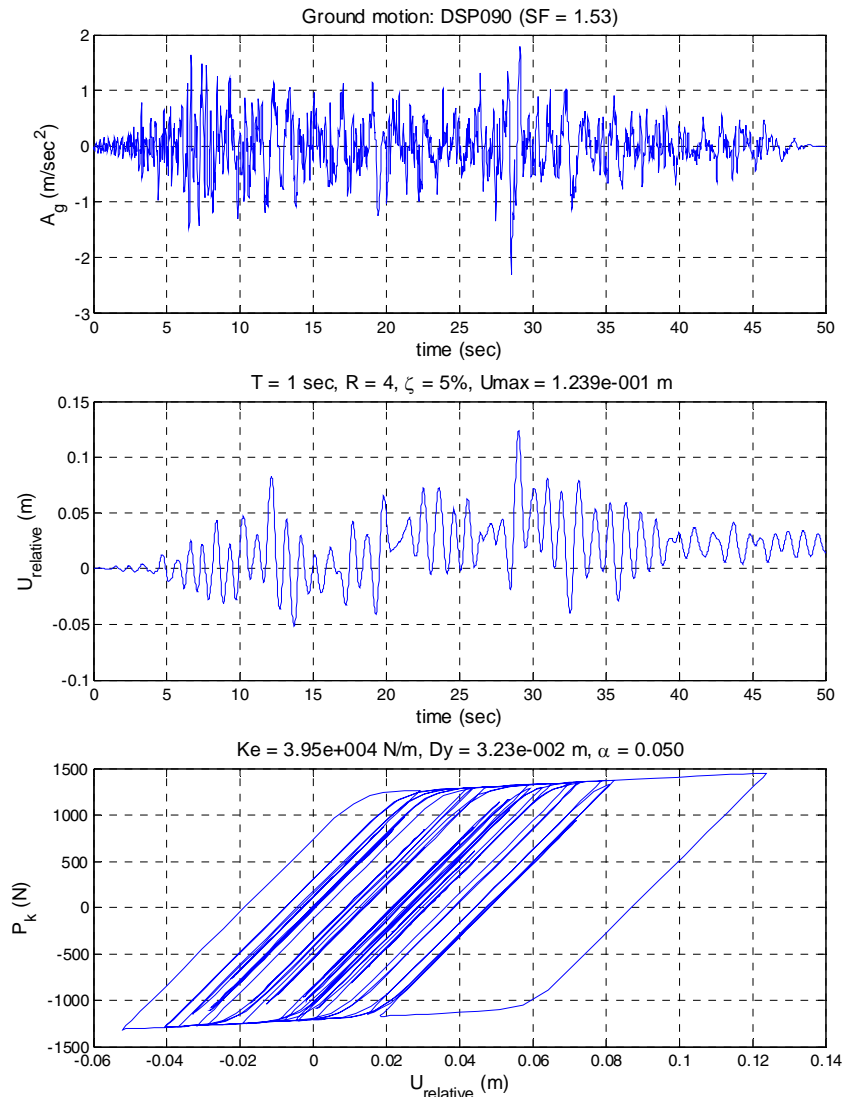 Ground motion: DSP090 (SF = 1.53)
2
1
0
-1
-2
-3
A_g (m/sec^2)
0 5 10 15 20 25 30 35 40 45 50
time (sec)
T = 1 sec, R = 4, ζ = 5%, Umax = 1.239e-001 m
0.15
0.1
0.05
0
-0.05
-0.1
U_relative (m)
0 5 10 15 20 25 30 35 40 45 50
time (sec)
Ke = 3.95e+004 N/m, Dy = 3.23e-002 m, α = 0.050
1500
1000
500
0
-500
-1000
-1500
P_k (N)
-0.06 -0.04 -0.02 0 0.02 0.04 0.06 0.08 0.1 0.12 0.14
U_relative (m)